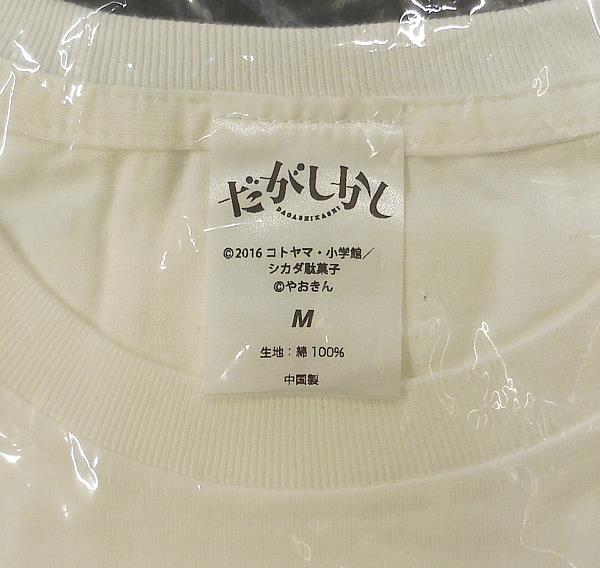 だがしかし
DAGASHIKASHI
©2016 コトヤマ・小学館／
シカダ駄菓子
©やおきん
M
生地：綿 100%
中国製